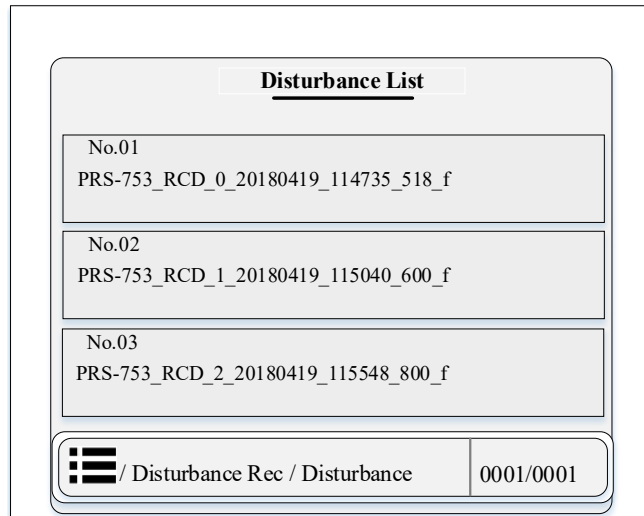 Disturbance List
No.01
PRS-753_RCD_0_20180419_114735_518_f
No.02
PRS-753_RCD_1_20180419_115040_600_f
No.03
PRS-753_RCD_2_20180419_115548_800_f
/ Disturbance Rec / Disturbance 0001/0001